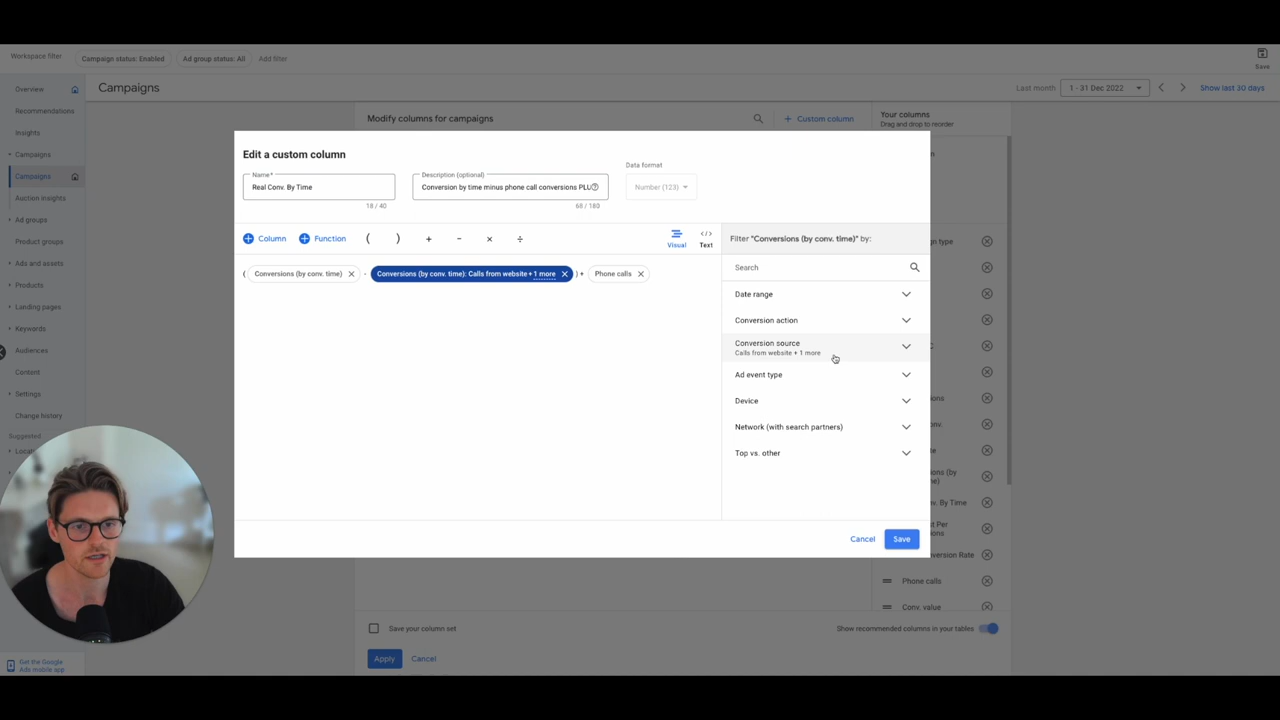 Workspace filter
Campaign status: Enabled
Ad group status: All
Add filter
Save
Overview
Recommendations
Insights
Campaigns
Campaigns
Auction insights
Ad groups
Product groups
Ads and assets
Products
Landing pages
Keywords
Audiences
Content
Settings
Change history
Suggested
Get the Google
Ads mobile app
Campaigns
Last month
1 - 31 Dec 2022
Show last 30 days
Modify columns for campaigns
Custom column
Your columns
Drag and drop to reorder
Edit a custom column
Name*
Real Conv. By Time
18 / 40
Description (optional)
Conversion by time minus phone call conversions PLU
68 / 180
Data format
Number (123)
Column
Function
(
)
+
−
×
÷
Visual
</>
Text
( Conversions (by conv. time) - Conversions (by conv. time): Calls from website + 1 more ) + Phone calls
Filter "Conversions (by conv. time)" by:
Search
Date range
Conversion action
Conversion source
Calls from website + 1 more
Ad event type
Device
Network (with search partners)
Top vs. other
Cancel
Save
v. By Time
version Rate
Phone calls
Conv. value
Save your column set
Show recommended columns in your tables
Apply
Cancel